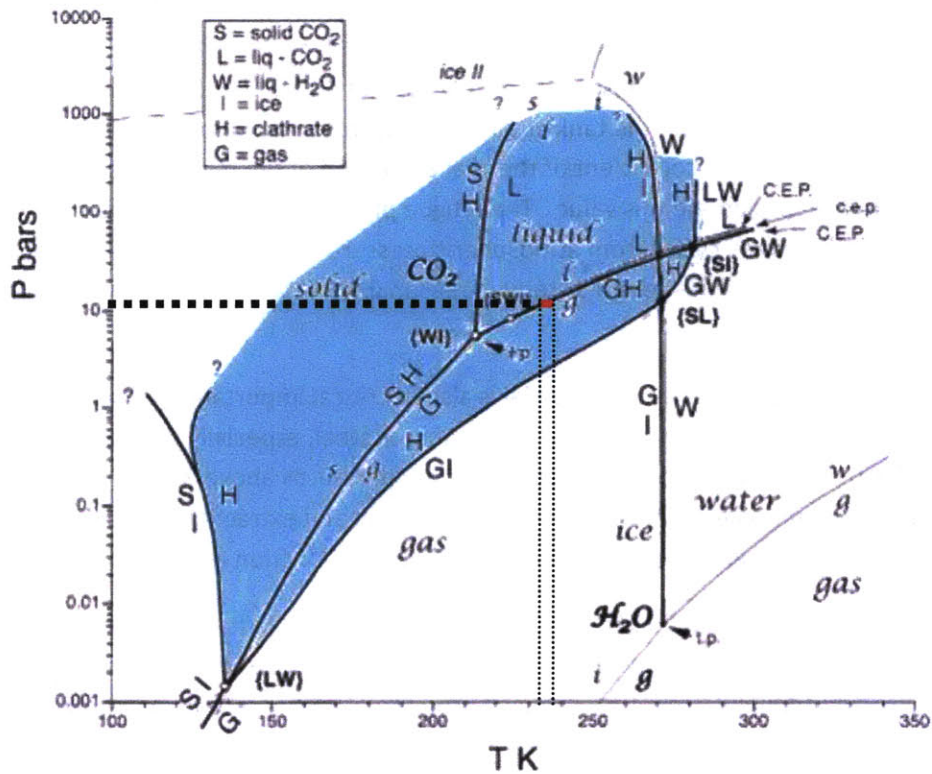 10000
1000
100
10
1
0.1
0.01
0.001
P bars
S = solid CO₂
L = liq - CO₂
W = liq - H₂O
I = ice
H = clathrate
G = gas
ice II
w
? s i ?
l
W
S
H L
H
I
?
H LW
L
C.E.P.
c.e.p.
C.E.P.
GW
liquid
CO₂
solid
L
H
{SI}
GW
{SL}
l
g
GH
{WI}
t.p.
?
?
S H
G
H
GI
s g
G
I W
S
I H
gas
ice
water
w
g
gas
H₂O
t.p.
{LW}
S I
G
i g
100 150 200 250 300 350
T K